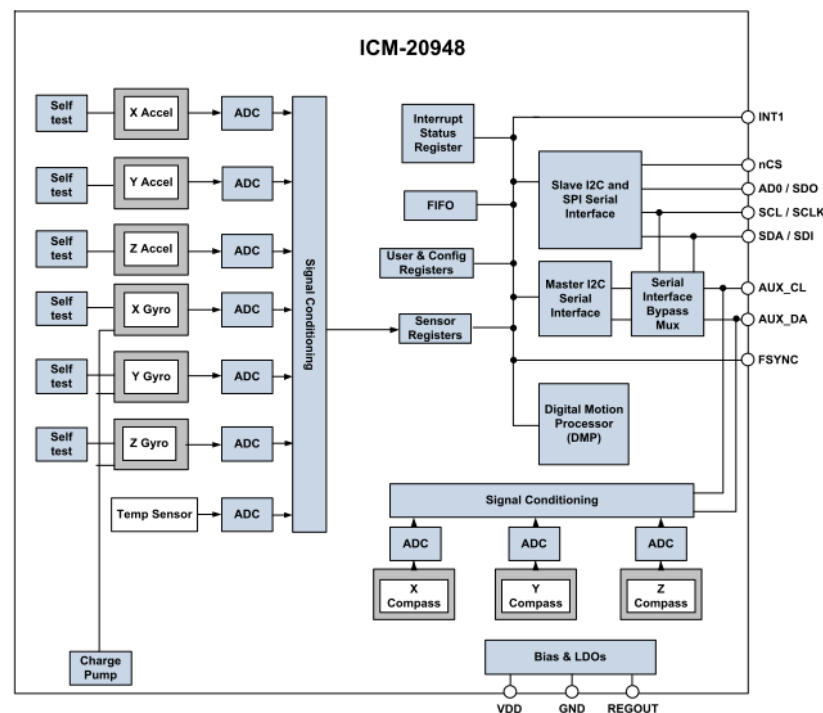 ICM-20948
Self
test
X Accel
ADC
Self
test
Y Accel
ADC
Self
test
Z Accel
ADC
Self
test
X Gyro
ADC
Self
test
Y Gyro
ADC
Self
test
Z Gyro
ADC
Temp Sensor
ADC
Charge
Pump
Signal Conditioning
Interrupt
Status
Register
FIFO
User & Config
Registers
Sensor
Registers
Slave I2C and
SPI Serial
Interface
Master I2C
Serial
Interface
Serial
Interface
Bypass
Mux
Digital Motion
Processor
(DMP)
INT1
nCS
AD0 / SDO
SCL / SCLK
SDA / SDI
AUX_CL
AUX_DA
FSYNC
Signal Conditioning
ADC
ADC
ADC
X
Compass
Y
Compass
Z
Compass
Bias & LDOs
VDD
GND
REGOUT